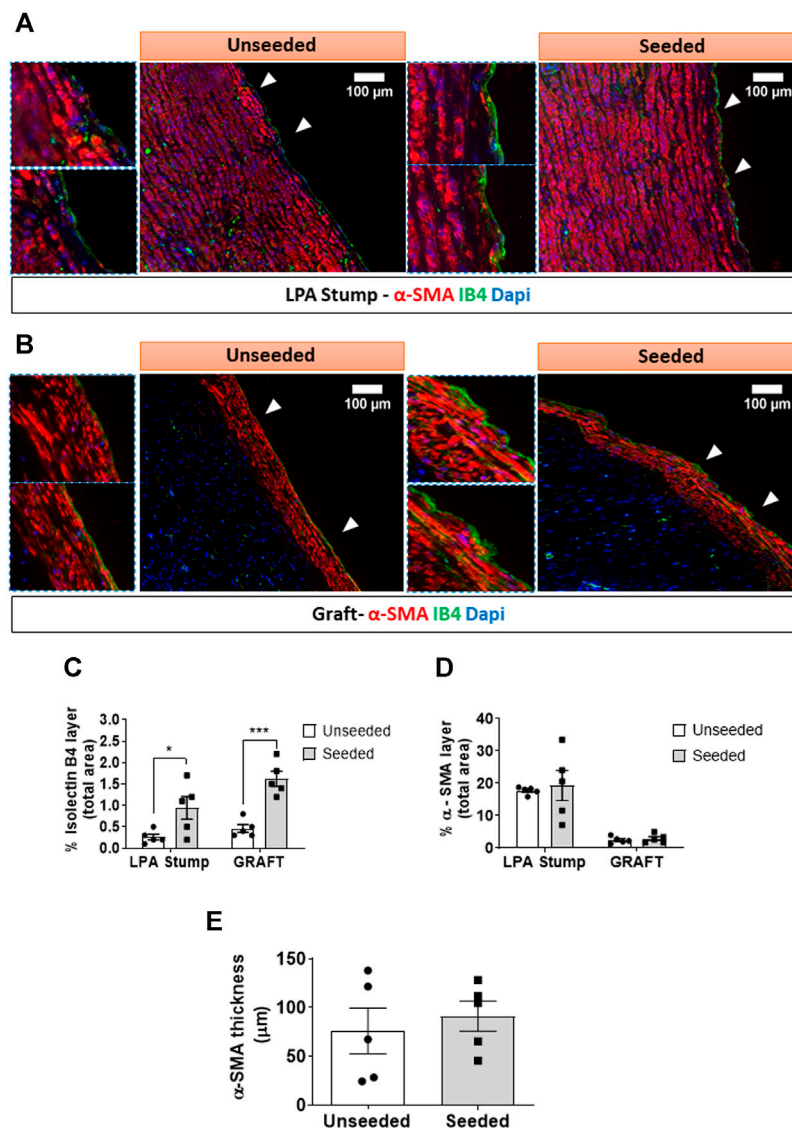 A
Unseeded
Seeded
100 µm
100 µm
LPA Stump - α-SMA IB4 Dapi
B
Unseeded
Seeded
100 µm
100 µm
Graft- α-SMA IB4 Dapi
C
% Isolectin B4 layer
(total area)
3.0
2.5
2.0
1.5
1.0
0.5
0.0
*
***
Unseeded
Seeded
LPA Stump
GRAFT
D
% α - SMA layer
(total area)
40
30
20
10
0
Unseeded
Seeded
LPA Stump
GRAFT
E
α-SMA thickness
(µm)
150
100
50
0
Unseeded
Seeded